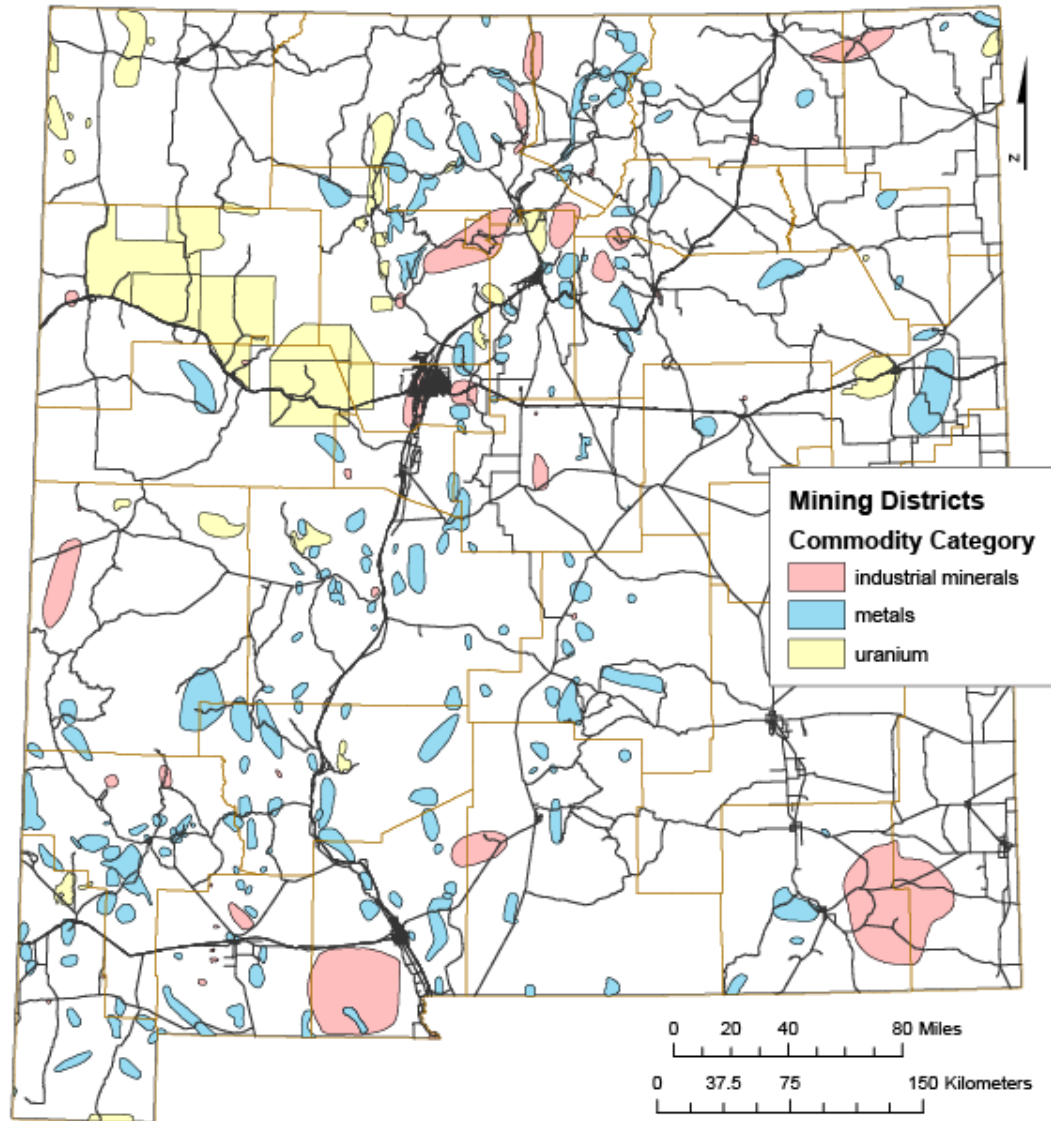 N
Mining Districts
Commodity Category
industrial minerals
metals
uranium
0 20 40 80 Miles
0 37.5 75 150 Kilometers